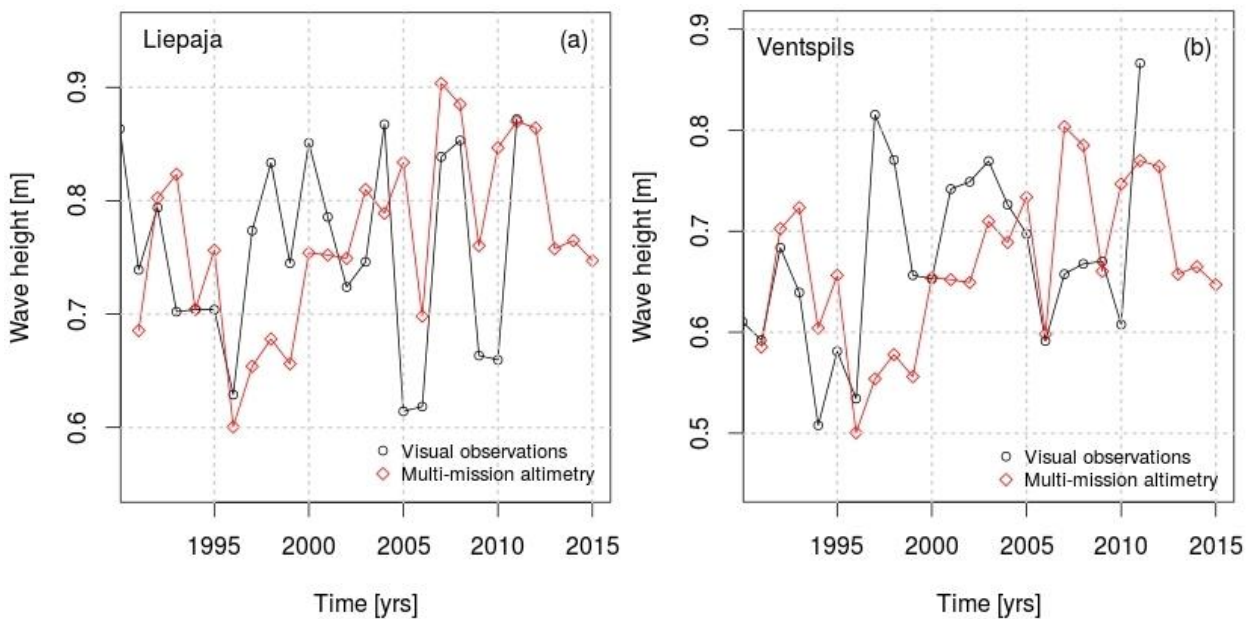 Liepaja
(a)
Wave height [m]
0.9
0.8
0.7
0.6
Visual observations
Multi-mission altimetry
1995 2000 2005 2010 2015
Time [yrs]
Ventspils
(b)
Wave height [m]
0.9
0.8
0.7
0.6
0.5
Visual observations
Multi-mission altimetry
1995 2000 2005 2010 2015
Time [yrs]